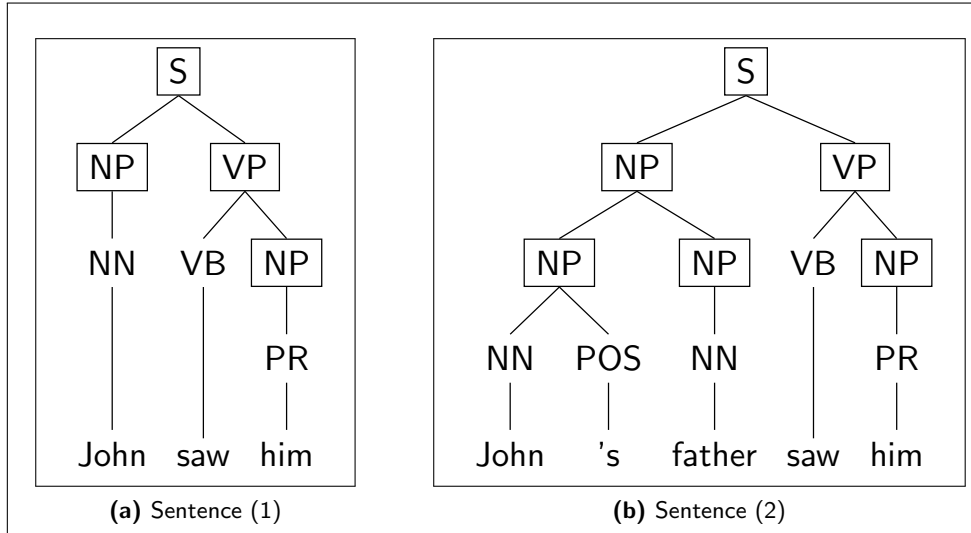 S S
NP VP NP VP
NN VB NP NP NP VB NP
PR NN POS NN PR
John saw him John 's father saw him
(a) Sentence (1) (b) Sentence (2)